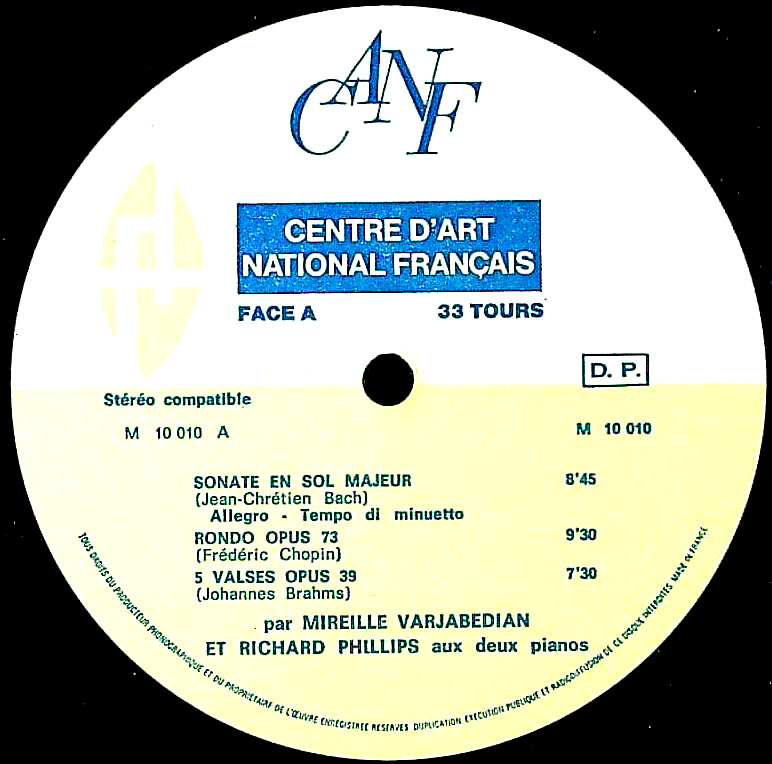 CANF
CENTRE D'ART
NATIONAL FRANÇAIS
FACE A 33 TOURS
D. P.
Stéréo compatible
M 10 010 A M 10 010
SONATE EN SOL MAJEUR 8'45
(Jean-Chrétien Bach)
Allegro - Tempo di minuetto
RONDO OPUS 73 9'30
(Frédéric Chopin)
5 VALSES OPUS 39 7'30
(Johannes Brahms)
par MIREILLE VARJABEDIAN
ET RICHARD PHILLIPS aux deux pianos
TOUS DROITS DU PRODUCTEUR PHONOGRAPHIQUE ET DU PROPRIETAIRE DE L'ŒUVRE ENREGISTREE RESERVES DUPLICATION EXECUTION PUBLIQUE ET RADIODIFFUSION DE CE DISQUE INTERDITES MADE IN FRANCE